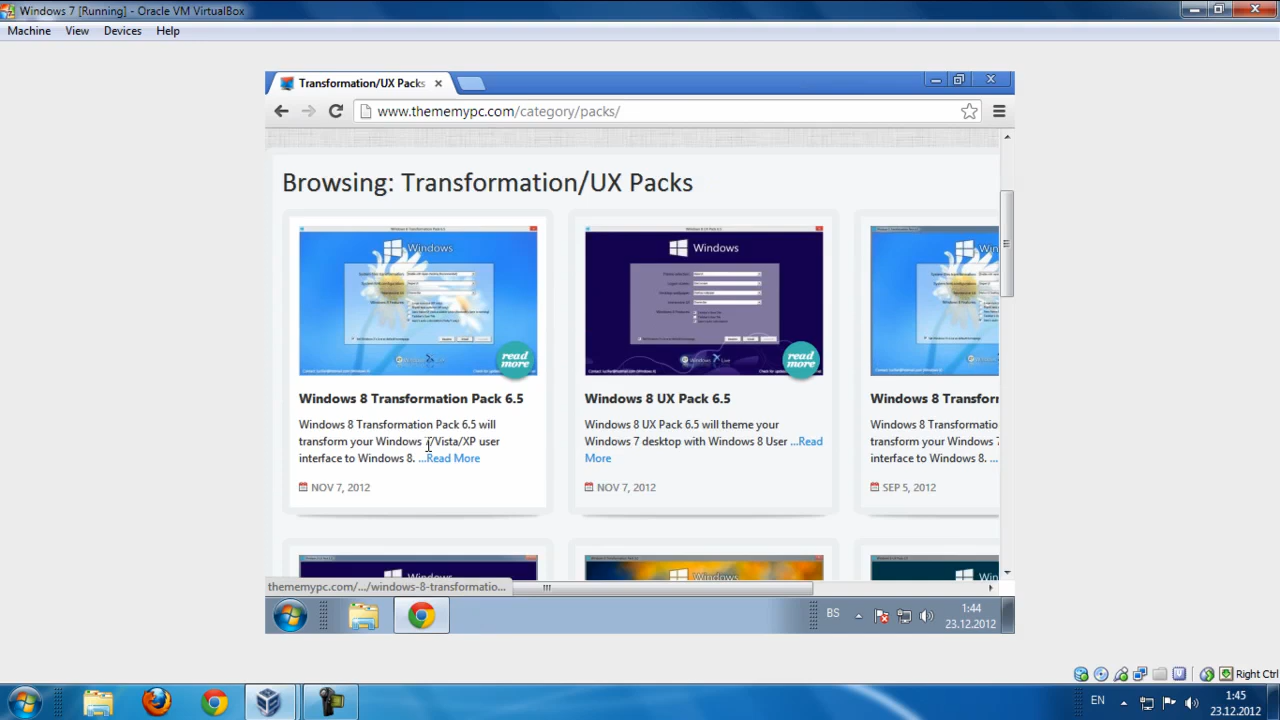 Windows 7 [Running] - Oracle VM VirtualBox
Machine View Devices Help
Transformation/UX Packs
www.thememypc.com/category/packs/
Browsing: Transformation/UX Packs
Windows
Windows
read more
read more
Windows 8 Transformation Pack 6.5
Windows 8 Transformation Pack 6.5 will
transform your Windows 7/Vista/XP user
interface to Windows 8. ...Read More
NOV 7, 2012
Windows 8 UX Pack 6.5
Windows 8 UX Pack 6.5 will theme your
Windows 7 desktop with Windows 8 User ...Read
More
NOV 7, 2012
Windows 8 Transforr
Windows 8 Transforma
transform your Windows 7
interface to Windows 8. ...
SEP 5, 2012
Windows
Windows
Windows
thememypc.com/.../windows-8-transformatio...
BS
1:44
23.12.2012
Right Ctrl
EN
1:45
23.12.2012